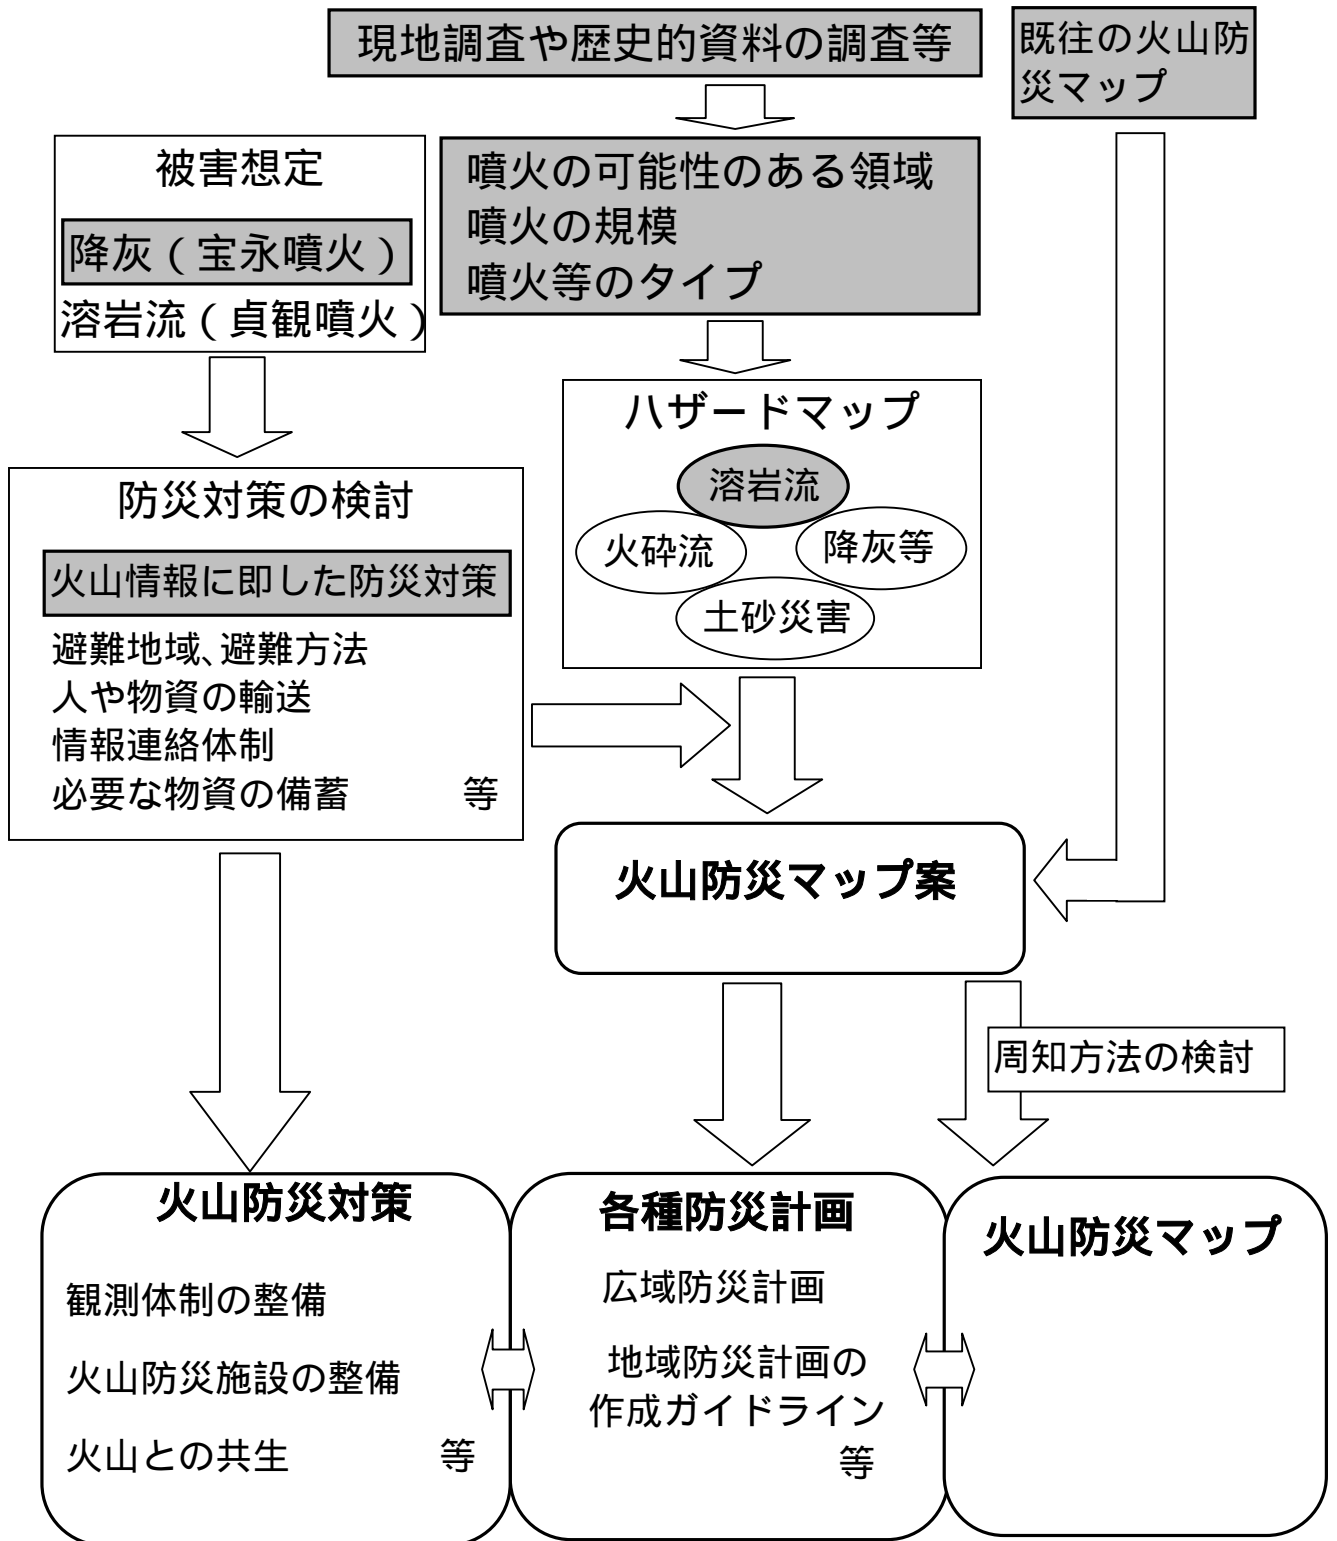 現地調査や歴史的資料の調査等
既往の火山防
災マップ
被害想定
降灰（宝永噴火）
溶岩流（貞観噴火）
噴火の可能性のある領域
噴火の規模
噴火等のタイプ
ハザードマップ
溶岩流
火砕流
降灰等
土砂災害
防災対策の検討
火山情報に即した防災対策
避難地域、避難方法
人や物資の輸送
情報連絡体制
必要な物資の備蓄 等
火山防災マップ案
周知方法の検討
火山防災対策
観測体制の整備
火山防災施設の整備
火山との共生 等
各種防災計画
広域防災計画
地域防災計画の
作成ガイドライン
等
火山防災マップ